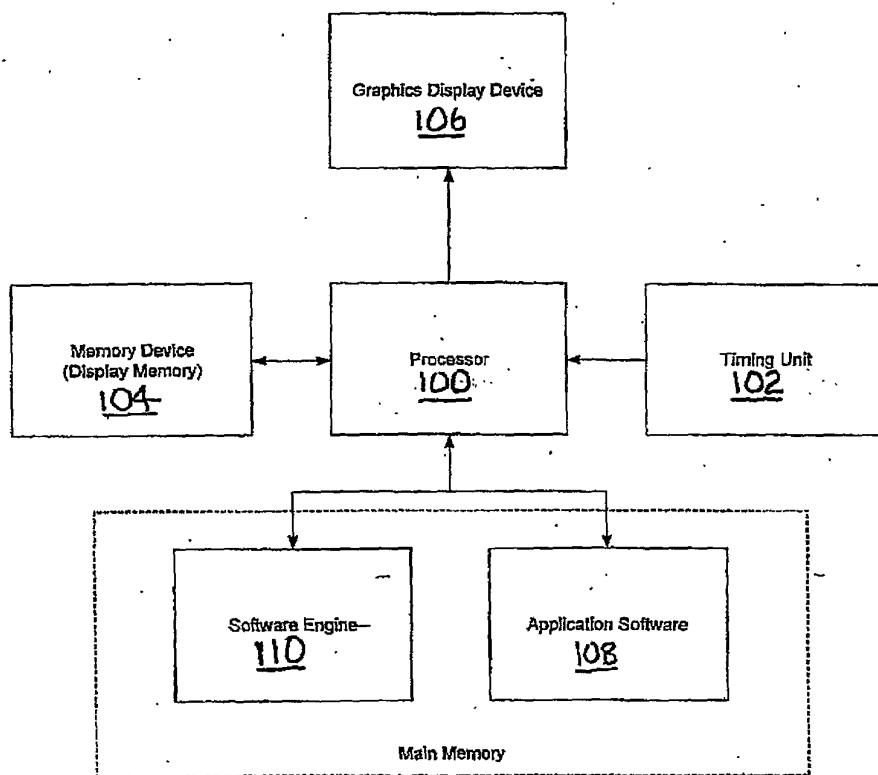 Graphics Display Device
106
Memory Device
(Display Memory)
104
Processor
100
Timing Unit
102
Software Engine
110
Application Software
108
Main Memory